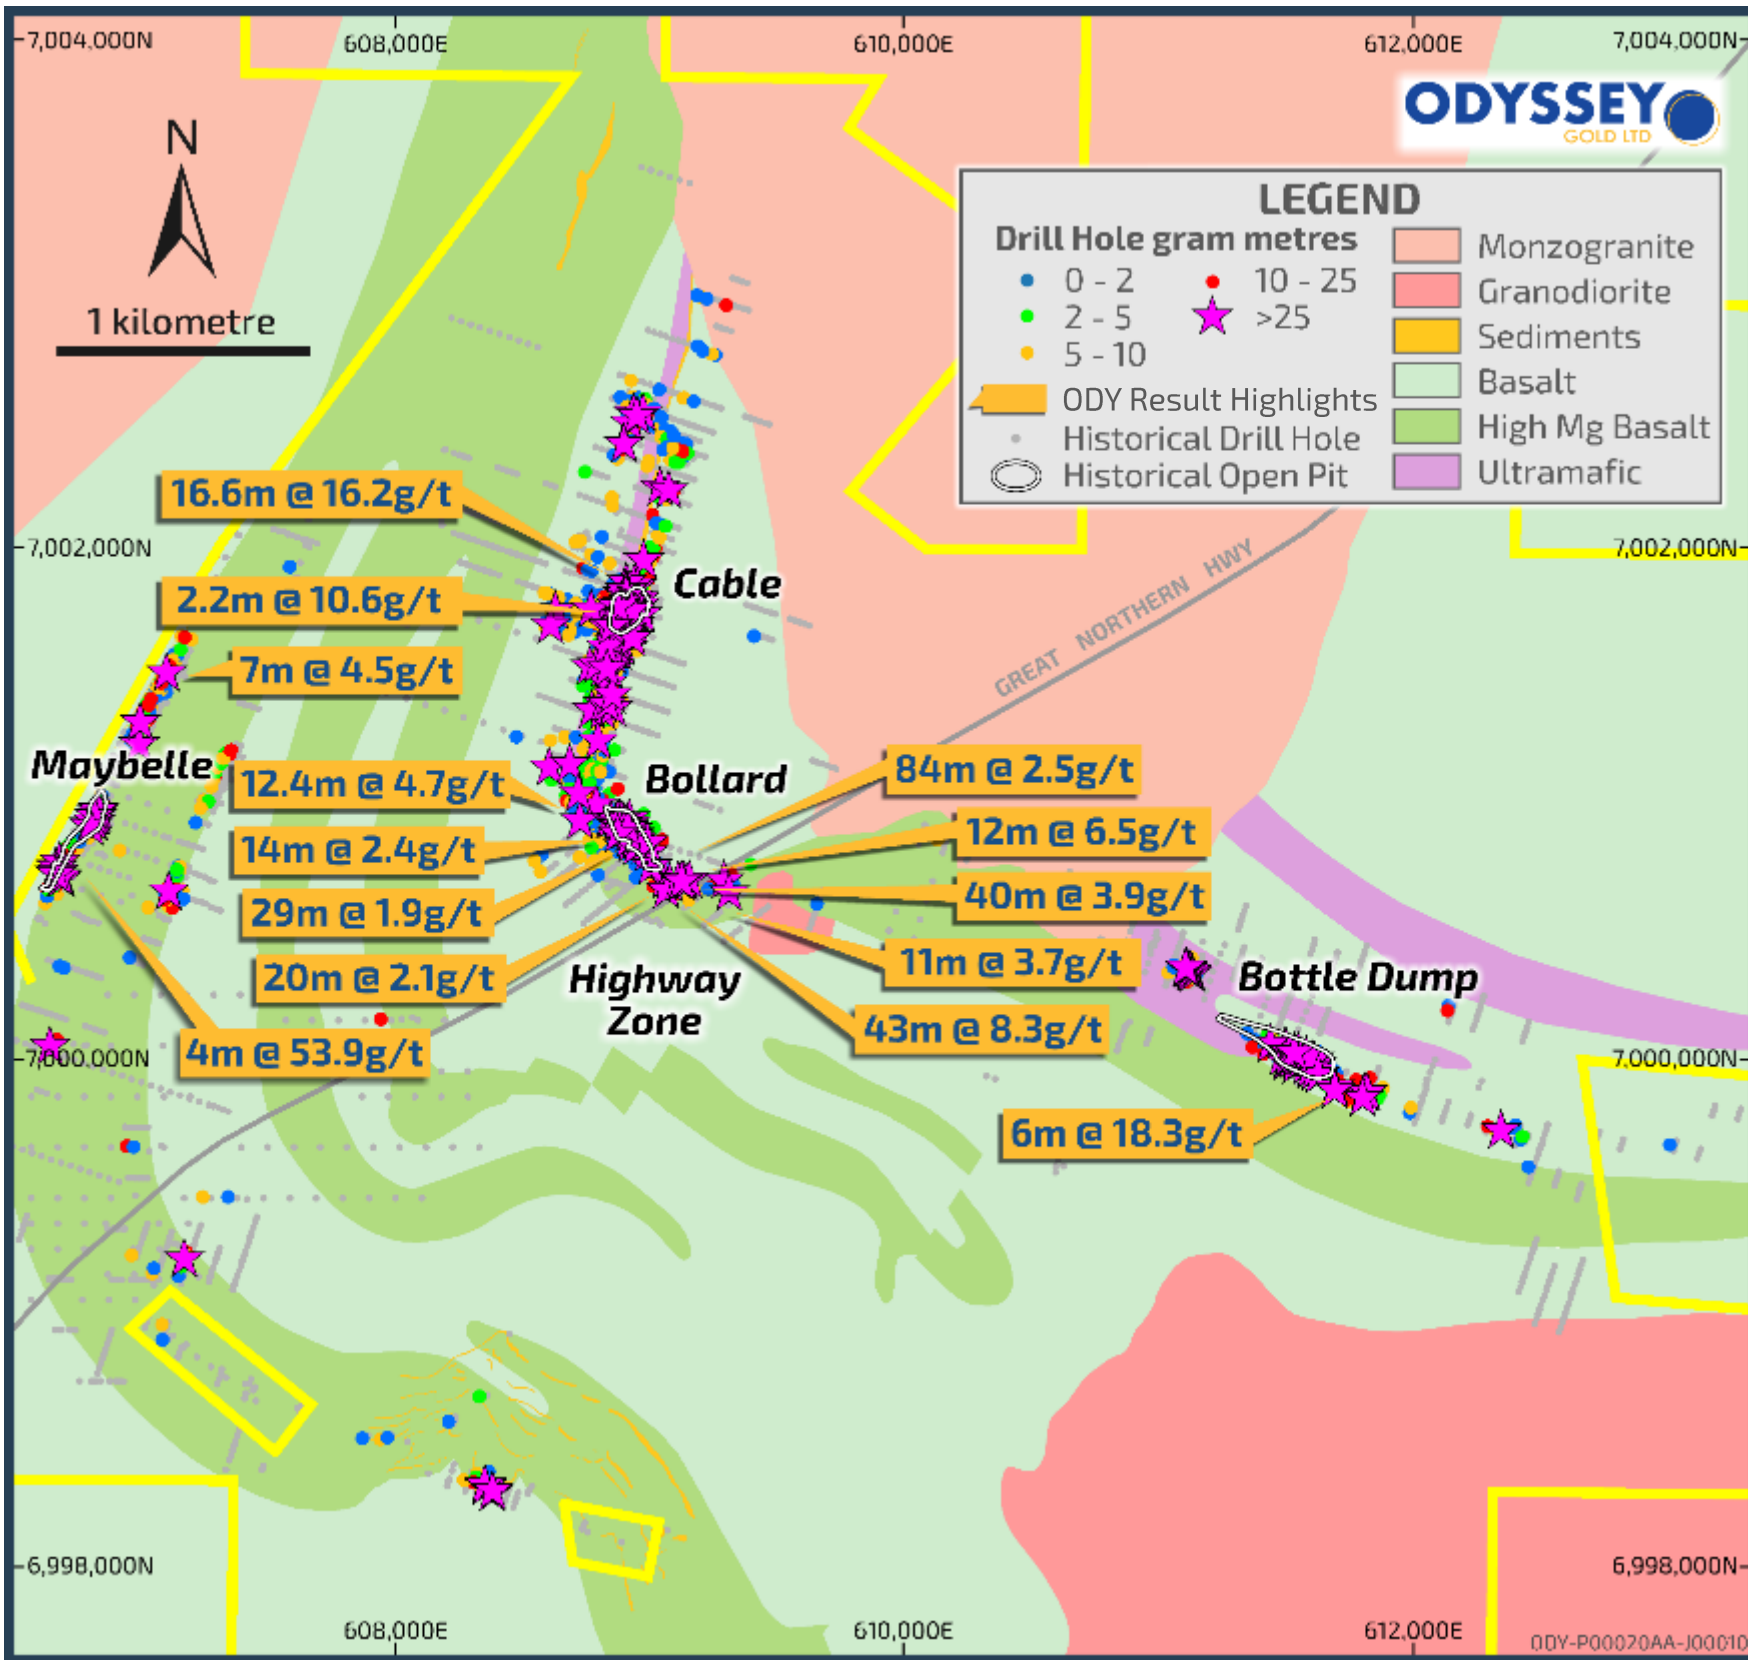 7,004,000N
608,000E
610,000E
612,000E
7,004,000N
ODYSSEY
GOLD LTD
N
1 kilometre
LEGEND
Drill Hole gram metres
0 - 2
2 - 5
5 - 10
10 - 25
>25
ODY Result Highlights
Historical Drill Hole
Historical Open Pit
Monzogranite
Granodiorite
Sediments
Basalt
High Mg Basalt
Ultramafic
16.6m @ 16.2g/t
7,002,000N
7,002,000N
GREAT NORTHERN HWY
Cable
2.2m @ 10.6g/t
7m @ 4.5g/t
Maybelle
12.4m @ 4.7g/t
Bollard
84m @ 2.5g/t
14m @ 2.4g/t
12m @ 6.5g/t
29m @ 1.9g/t
40m @ 3.9g/t
20m @ 2.1g/t
Highway
Zone
11m @ 3.7g/t
Bottle Dump
43m @ 8.3g/t
4m @ 53.9g/t
7,000,000N
7,000,000N
6m @ 18.3g/t
6,998,000N
6,998,000N
608,000E
610,000E
612,000E
ODY-P00020AA-J00010